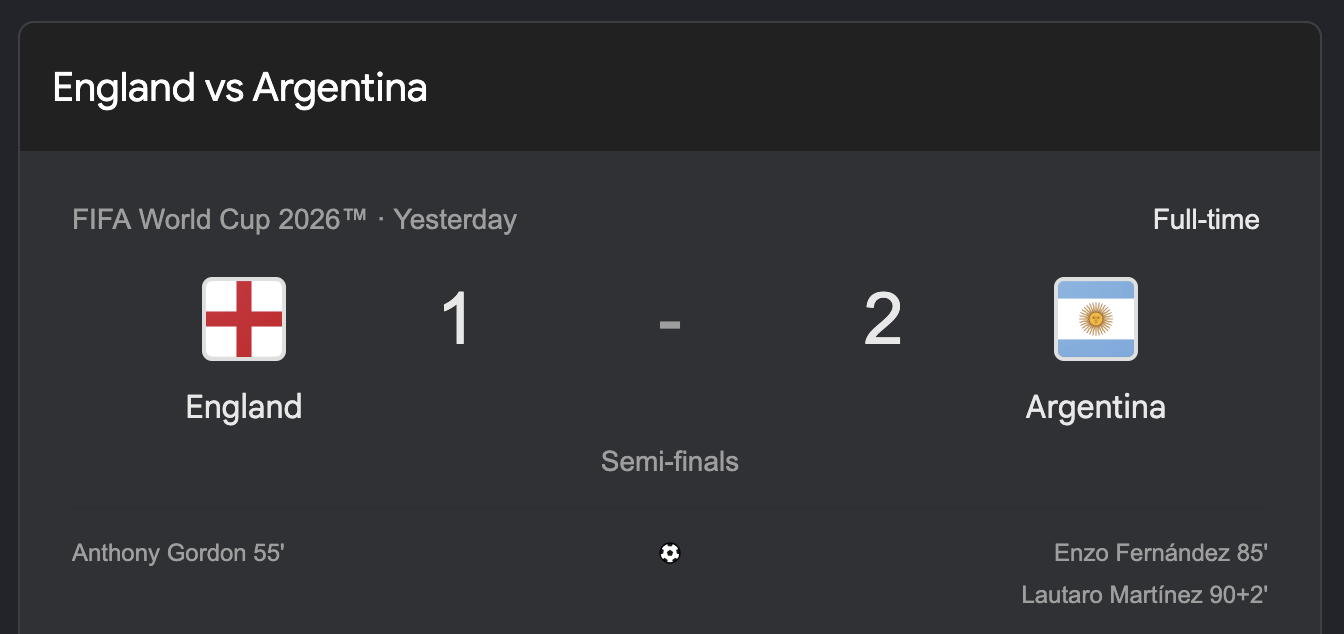 England vs Argentina
FIFA World Cup 2026™ · Yesterday Full-time
1 - 2
England Argentina
Semi-finals
Anthony Gordon 55' Enzo Fernández 85'
Lautaro Martínez 90+2'